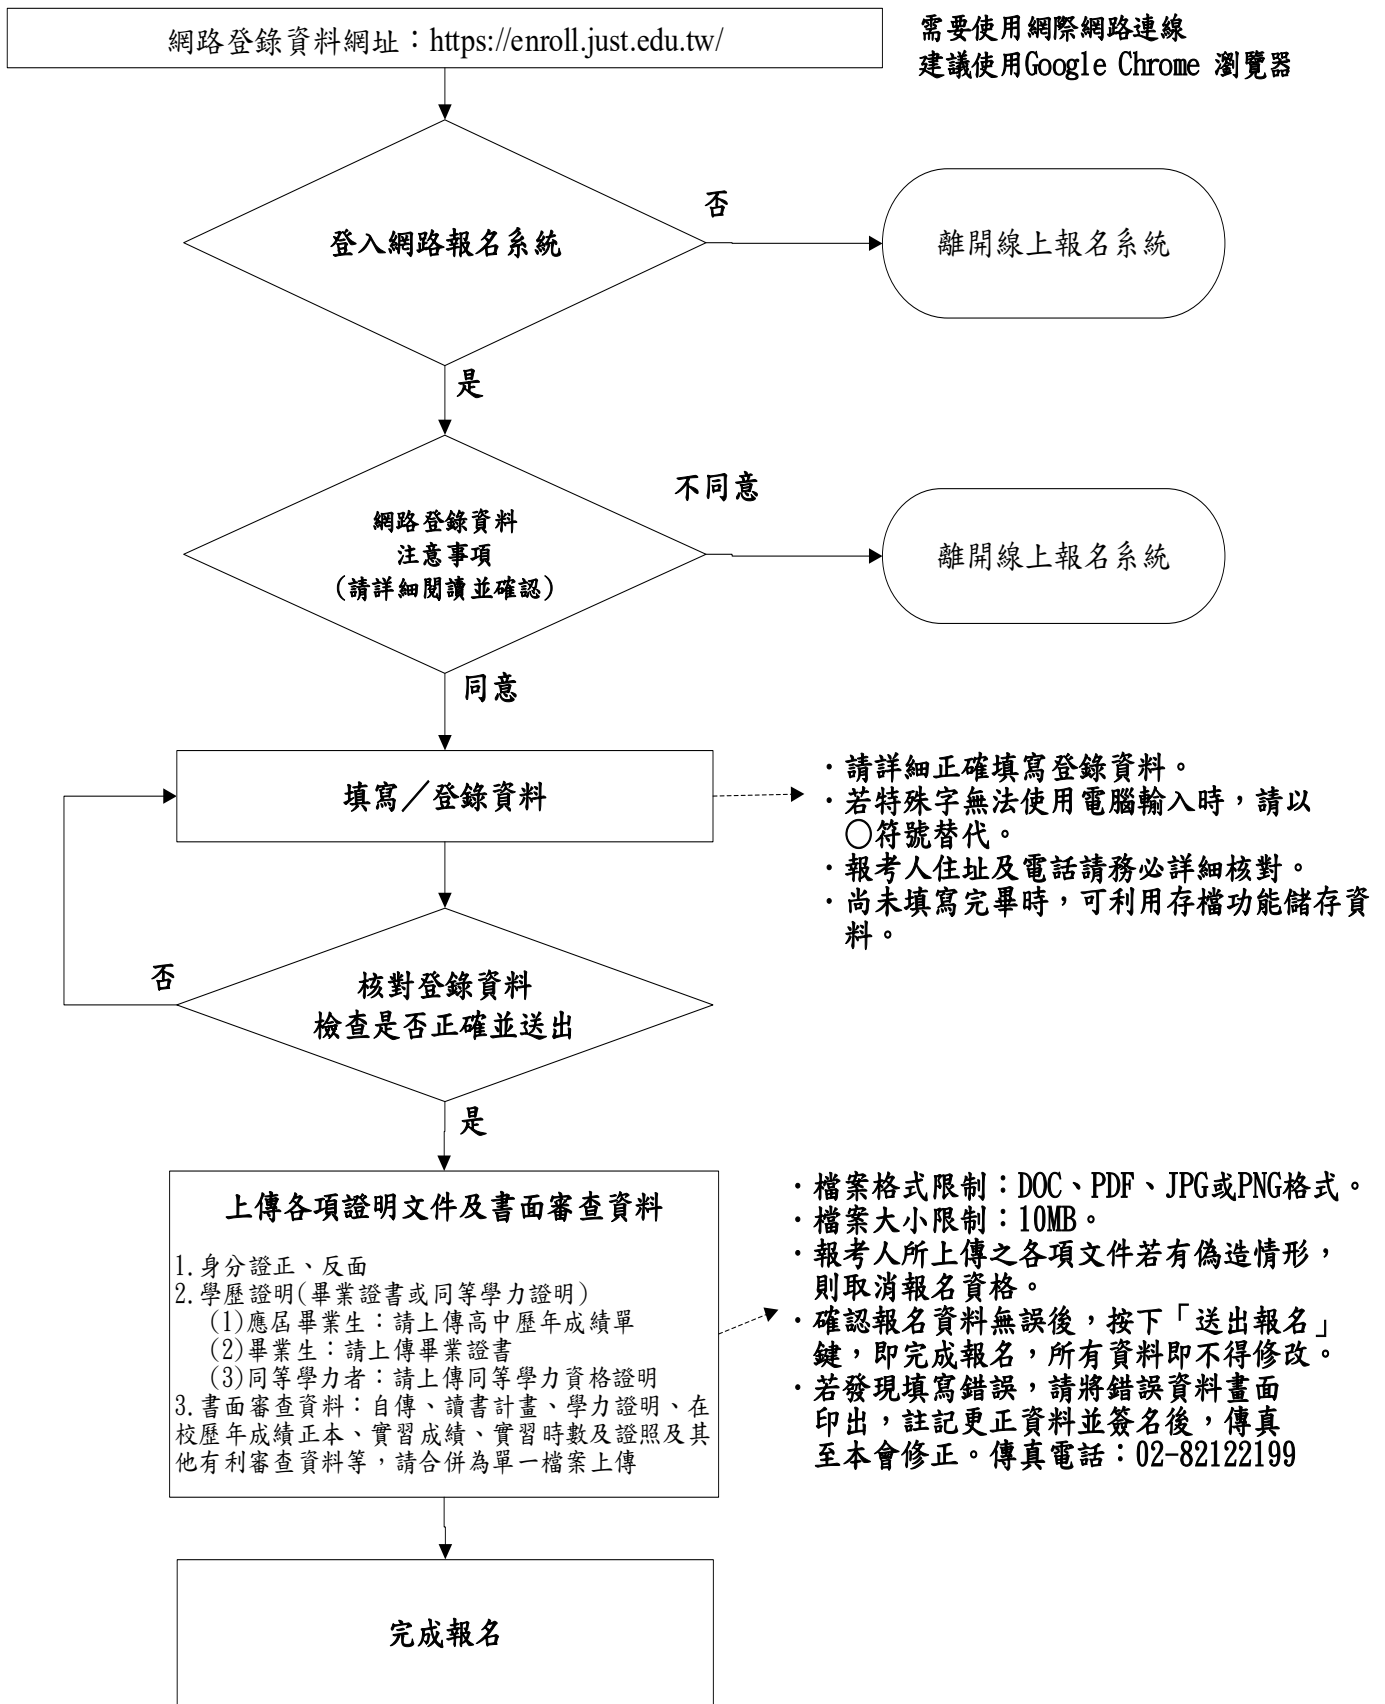 網路登錄資料網址：https://enroll.just.edu.tw/
需要使用網際網路連線
建議使用Google Chrome 瀏覽器
登入網路報名系統
否
離開線上報名系統
是
網路登錄資料
注意事項
(請詳細閱讀並確認)
不同意
離開線上報名系統
同意
填寫／登錄資料
·請詳細正確填寫登錄資料。
·若特殊字無法使用電腦輸入時，請以
○符號替代。
·報考人住址及電話請務必詳細核對。
·尚未填寫完畢時，可利用存檔功能儲存資
料。
核對登錄資料
檢查是否正確並送出
否
是
上傳各項證明文件及書面審查資料
1.身分證正、反面
2.學歷證明(畢業證書或同等學力證明)
(1)應屆畢業生：請上傳高中歷年成績單
(2)畢業生：請上傳畢業證書
(3)同等學力者：請上傳同等學力資格證明
3.書面審查資料：自傳、讀書計畫、學力證明、在
校歷年成績正本、實習成績、實習時數及證照及其
他有利審查資料等，請合併為單一檔案上傳
·檔案格式限制：DOC、PDF、JPG或PNG格式。
·檔案大小限制：10MB。
·報考人所上傳之各項文件若有偽造情形，
則取消報名資格。
·確認報名資料無誤後，按下「送出報名」
鍵，即完成報名，所有資料即不得修改。
·若發現填寫錯誤，請將錯誤資料畫面
印出，註記更正資料並簽名後，傳真
至本會修正。傳真電話：02-82122199
完成報名